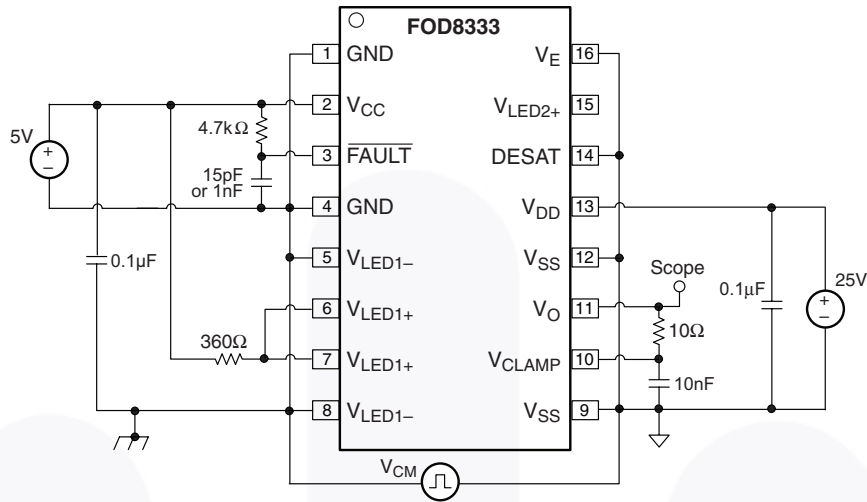 FOD8333
1 GND
VE 16
2 VCC
VLED2+ 15
4.7kΩ
5V
+
−
3 FAULT
DESAT 14
15pF
or 1nF
4 GND
VDD 13
5 VLED1–
VSS 12
0.1µF
Scope
0.1µF
25V
+
−
6 VLED1+
VO 11
10Ω
360Ω
7 VLED1+
VCLAMP 10
10nF
8 VLED1–
VSS 9
VCM